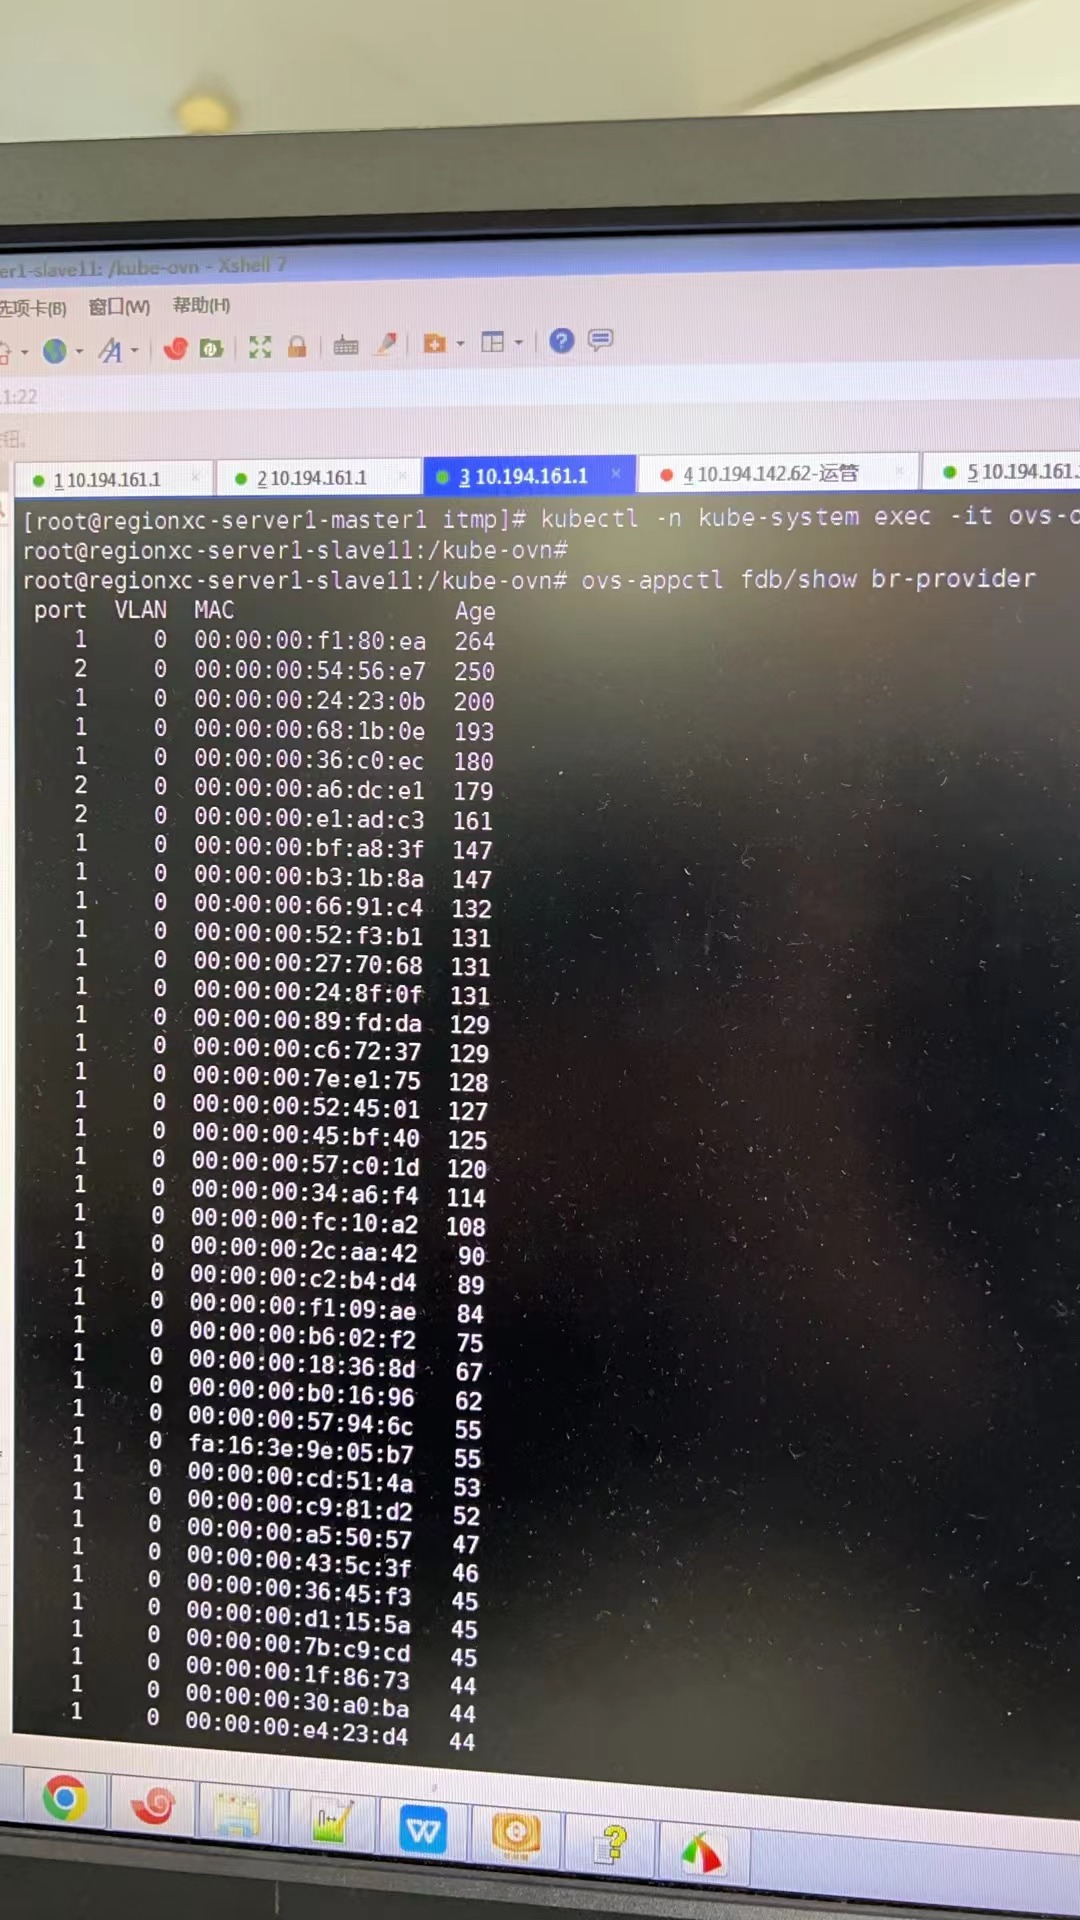 er1-slave11: /kube-ovn - Xshell 7
选项卡(B) 窗口(W) 帮助(H)
1:22
钮。
1 10.194.161.1 2 10.194.161.1 3 10.194.161.1 4 10.194.142.62-运管 5 10.194.161.
[root@regionxc-server1-master1 itmp]# kubectl -n kube-system exec -it ovs-o
root@regionxc-server1-slave11:/kube-ovn#
root@regionxc-server1-slave11:/kube-ovn# ovs-appctl fdb/show br-provider
port VLAN MAC Age
1 0 00:00:00:f1:80:ea 264
2 0 00:00:00:54:56:e7 250
1 0 00:00:00:24:23:0b 200
1 0 00:00:00:68:1b:0e 193
1 0 00:00:00:36:c0:ec 180
2 0 00:00:00:a6:dc:e1 179
2 0 00:00:00:e1:ad:c3 161
1 0 00:00:00:bf:a8:3f 147
1 0 00:00:00:b3:1b:8a 147
1 0 00:00:00:66:91:c4 132
1 0 00:00:00:52:f3:b1 131
1 0 00:00:00:27:70:68 131
1 0 00:00:00:24:8f:0f 131
1 0 00:00:00:89:fd:da 129
1 0 00:00:00:c6:72:37 129
1 0 00:00:00:7e:e1:75 128
1 0 00:00:00:52:45:01 127
1 0 00:00:00:45:bf:40 125
1 0 00:00:00:57:c0:1d 120
1 0 00:00:00:34:a6:f4 114
1 0 00:00:00:fc:10:a2 108
1 0 00:00:00:2c:aa:42 90
1 0 00:00:00:c2:b4:d4 89
1 0 00:00:00:f1:09:ae 84
1 0 00:00:00:b6:02:f2 75
1 0 00:00:00:18:36:8d 67
1 0 00:00:00:b0:16:96 62
1 0 00:00:00:57:94:6c 55
1 0 fa:16:3e:9e:05:b7 55
1 0 00:00:00:cd:51:4a 53
1 0 00:00:00:c9:81:d2 52
1 0 00:00:00:a5:50:57 47
1 0 00:00:00:43:5c:3f 46
1 0 00:00:00:36:45:f3 45
1 0 00:00:00:d1:15:5a 45
1 0 00:00:00:7b:c9:cd 45
1 0 00:00:00:1f:86:73 44
1 0 00:00:00:30:a0:ba 44
1 0 00:00:00:e4:23:d4 44